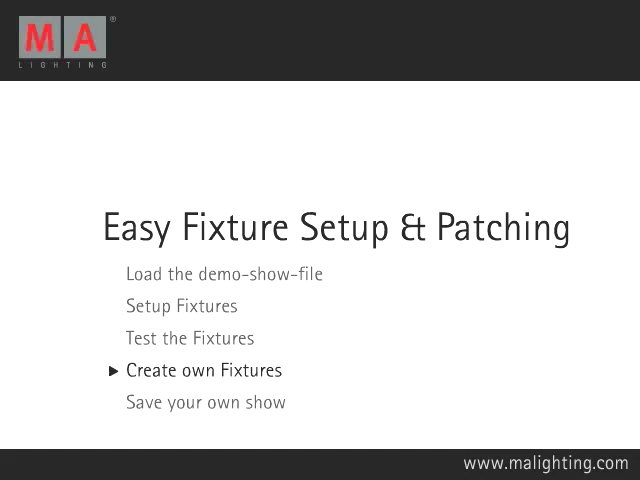 MA®
LIGHTING
Easy Fixture Setup & Patching
Load the demo-show-file
Setup Fixtures
Test the Fixtures
Create own Fixtures
Save your own show
www.malighting.com